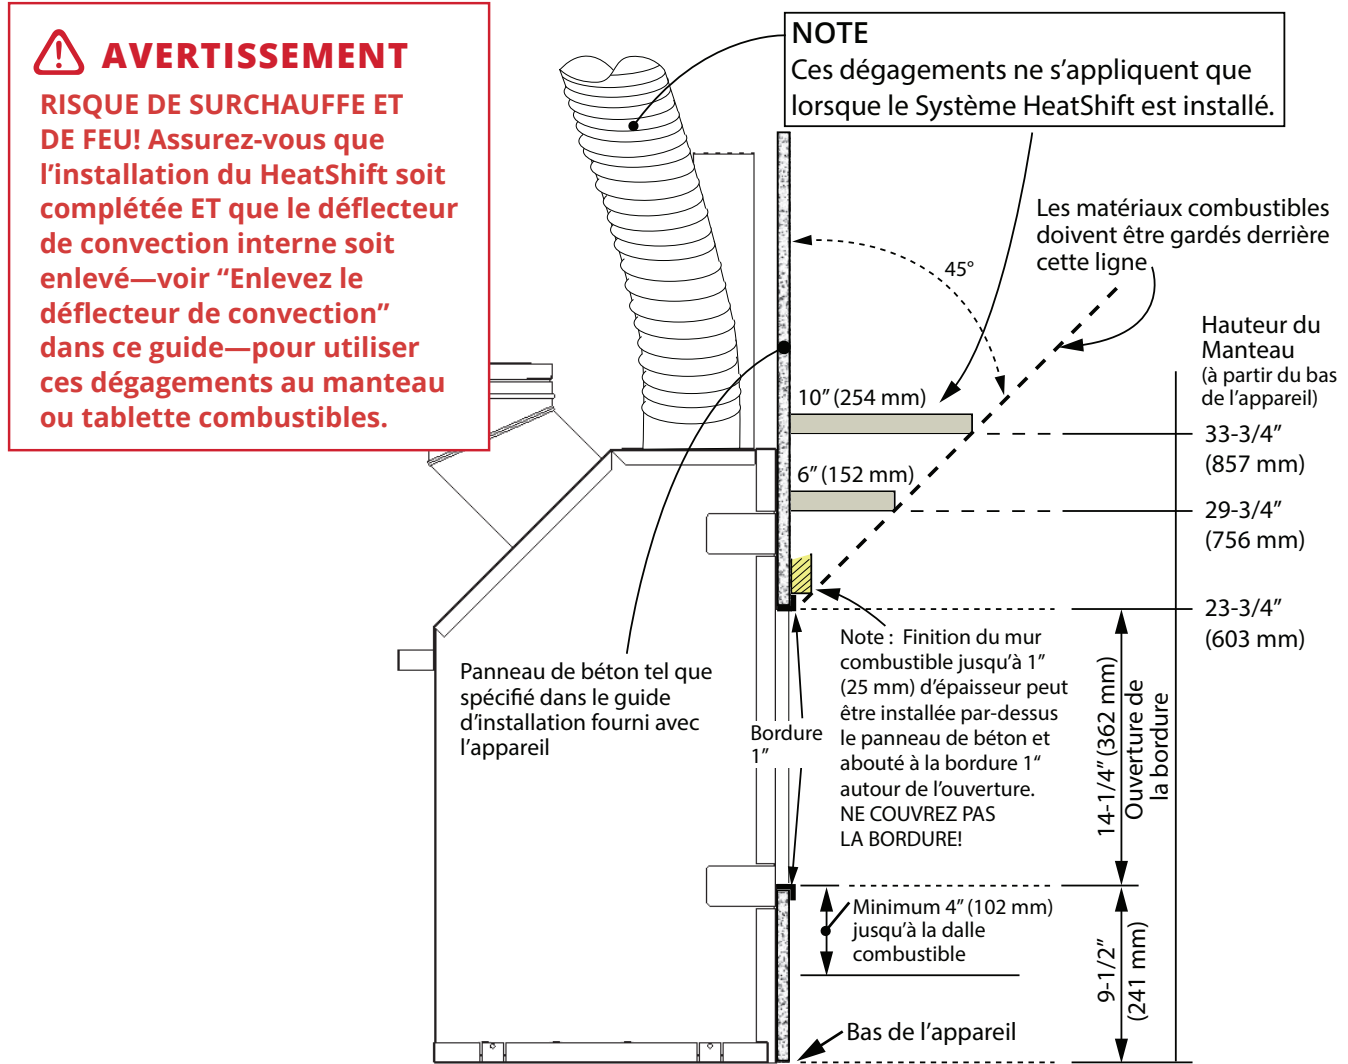 AVERTISSEMENT
RISQUE DE SURCHAUFFE ET
DE FEU! Assurez-vous que
l’installation du HeatShift soit
complétée ET que le déflecteur
de convection interne soit
enlevé—voir “Enlevez le
déflecteur de convection”
dans ce guide—pour utiliser
ces dégagements au manteau
ou tablette combustibles.
NOTE
Ces dégagements ne s’appliquent que
lorsque le Système HeatShift est installé.
Les matériaux combustibles
doivent être gardés derrière
cette ligne
45°
Hauteur du
Manteau
(à partir du bas
de l’appareil)
10” (254 mm)
33-3/4”
(857 mm)
6” (152 mm)
29-3/4”
(756 mm)
23-3/4”
(603 mm)
Panneau de béton tel que
spécifié dans le guide
d’installation fourni avec
l’appareil
Bordure
1”
Note : Finition du mur
combustible jusqu’à 1”
(25 mm) d’épaisseur peut
être installée par-dessus
le panneau de béton et
abouté à la bordure 1“
autour de l’ouverture.
NE COUVREZ PAS
LA BORDURE!
14-1/4” (362 mm)
Ouverture de
la bordure
Minimum 4” (102 mm)
jusqu’à la dalle
combustible
9-1/2”
(241 mm)
Bas de l’appareil